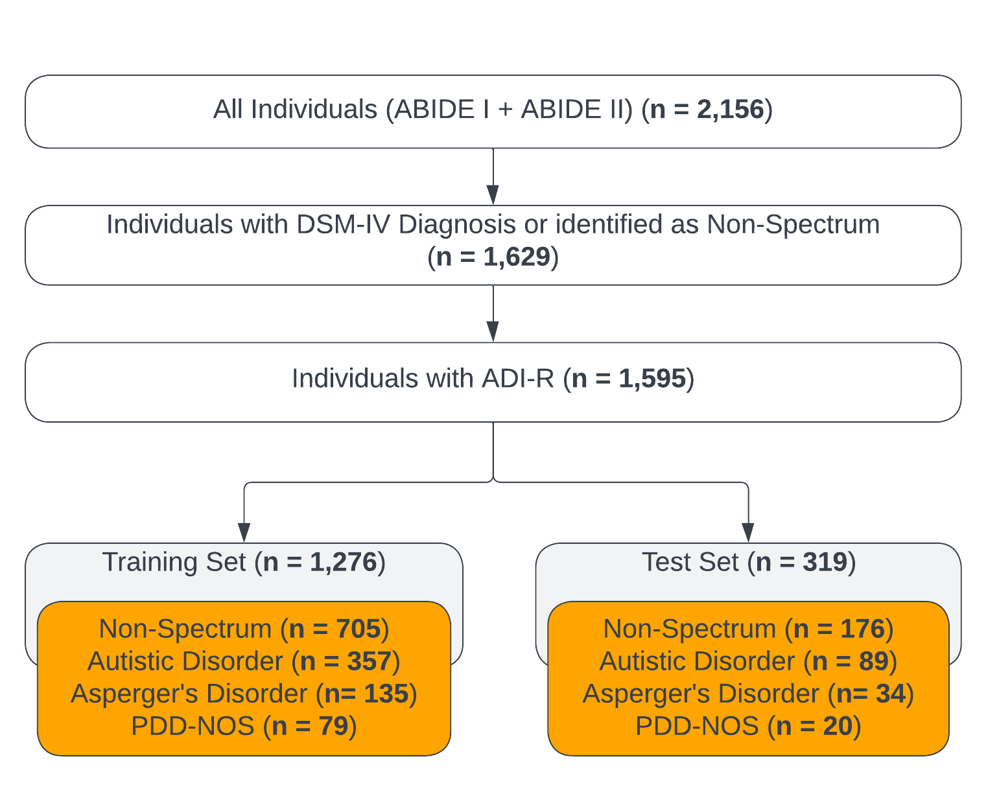 All Individuals (ABIDE I + ABIDE II) (n = 2,156)
Individuals with DSM-IV Diagnosis or identified as Non-Spectrum
(n = 1,629)
Individuals with ADI-R (n = 1,595)
Training Set (n = 1,276)
Non-Spectrum (n = 705)
Autistic Disorder (n = 357)
Asperger's Disorder (n= 135)
PDD-NOS (n = 79)
Test Set (n = 319)
Non-Spectrum (n = 176)
Autistic Disorder (n = 89)
Asperger's Disorder (n= 34)
PDD-NOS (n = 20)